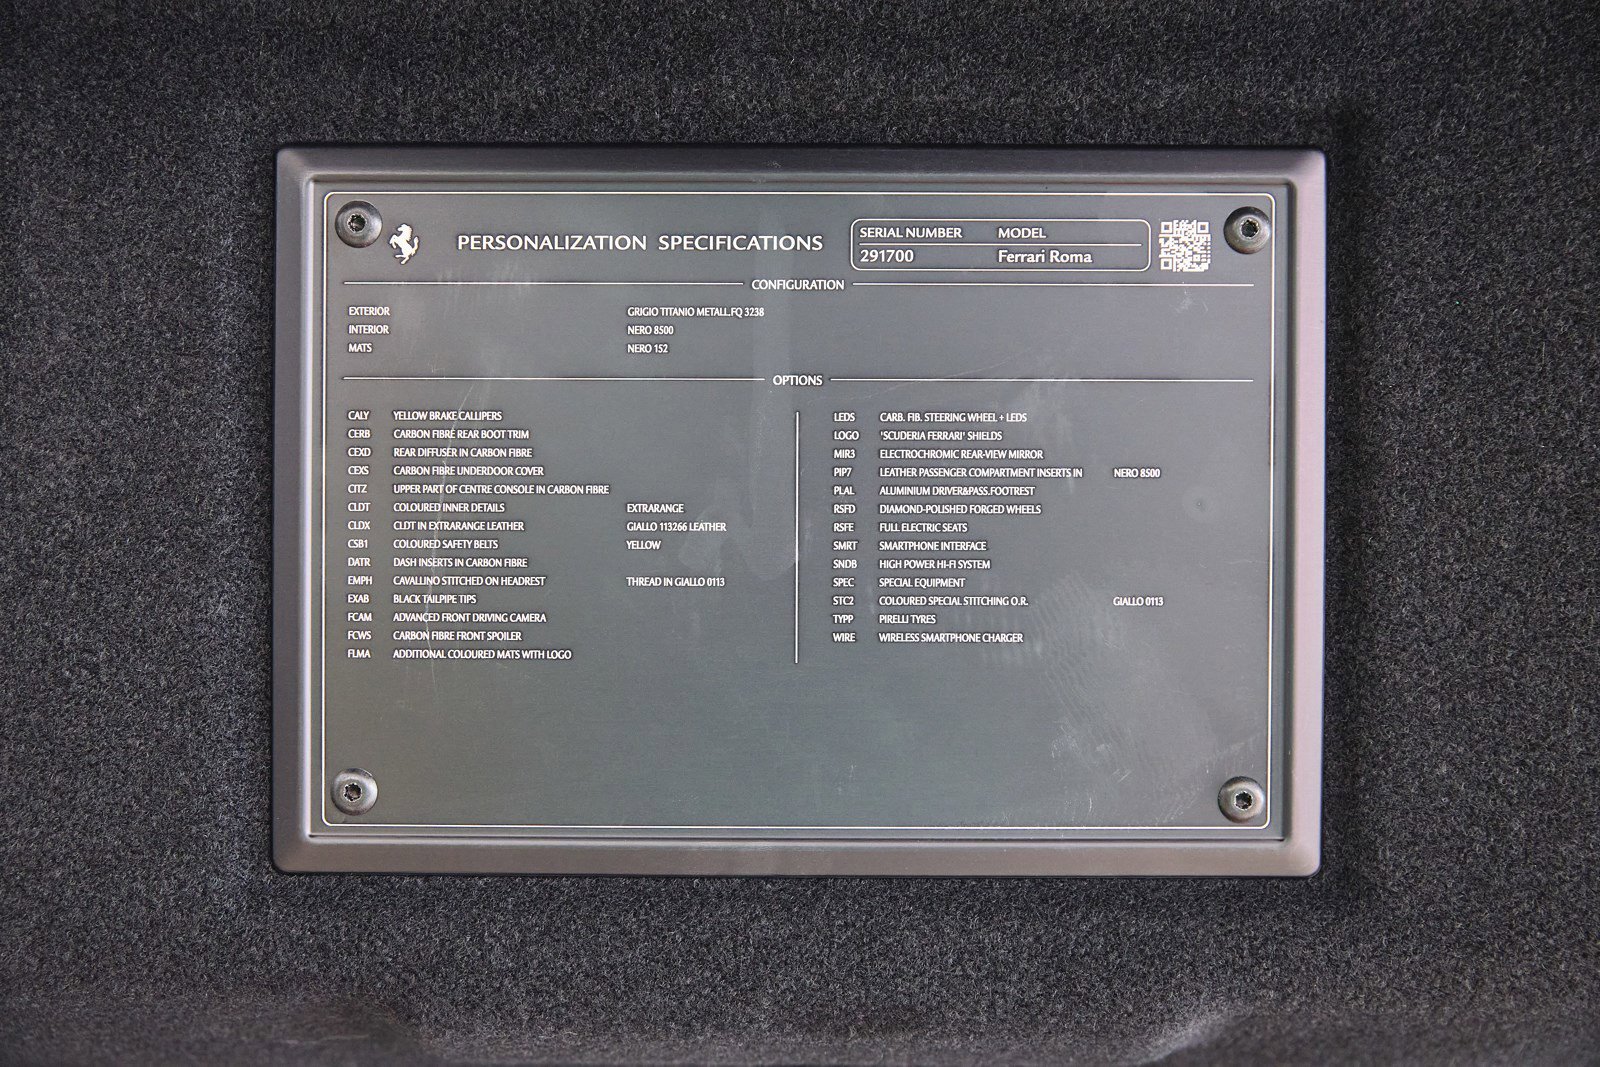 PERSONALIZATION SPECIFICATIONS
SERIAL NUMBER MODEL
291700 Ferrari Roma
CONFIGURATION
EXTERIOR GRIGIO TITANIO METALL.FQ 3238
INTERIOR NERO 8500
MATS NERO 152
OPTIONS
CALY YELLOW BRAKE CALLIPERS
CERB CARBON FIBRE REAR BOOT TRIM
CEXD REAR DIFFUSER IN CARBON FIBRE
CEXS CARBON FIBRE UNDERDOOR COVER
CITZ UPPER PART OF CENTRE CONSOLE IN CARBON FIBRE
CLDT COLOURED INNER DETAILS EXTRARANGE
CLDX CLDT IN EXTRARANGE LEATHER GIALLO 113266 LEATHER
CSB1 COLOURED SAFETY BELTS YELLOW
DATR DASH INSERTS IN CARBON FIBRE
EMPH CAVALLINO STITCHED ON HEADREST THREAD IN GIALLO 0113
EXAB BLACK TAILPIPE TIPS
FCAM ADVANCED FRONT DRIVING CAMERA
FCWS CARBON FIBRE FRONT SPOILER
FLMA ADDITIONAL COLOURED MATS WITH LOGO
LEDS CARB. FIB. STEERING WHEEL + LEDS
LOGO 'SCUDERIA FERRARI' SHIELDS
MIR3 ELECTROCHROMIC REAR-VIEW MIRROR
PIP7 LEATHER PASSENGER COMPARTMENT INSERTS IN NERO 8500
PLAL ALUMINIUM DRIVER&PASS.FOOTREST
RSFD DIAMOND-POLISHED FORGED WHEELS
RSFE FULL ELECTRIC SEATS
SMRT SMARTPHONE INTERFACE
SNDB HIGH POWER HI-FI SYSTEM
SPEC SPECIAL EQUIPMENT
STC2 COLOURED SPECIAL STITCHING O.R. GIALLO 0113
TYPP PIRELLI TYRES
WIRE WIRELESS SMARTPHONE CHARGER